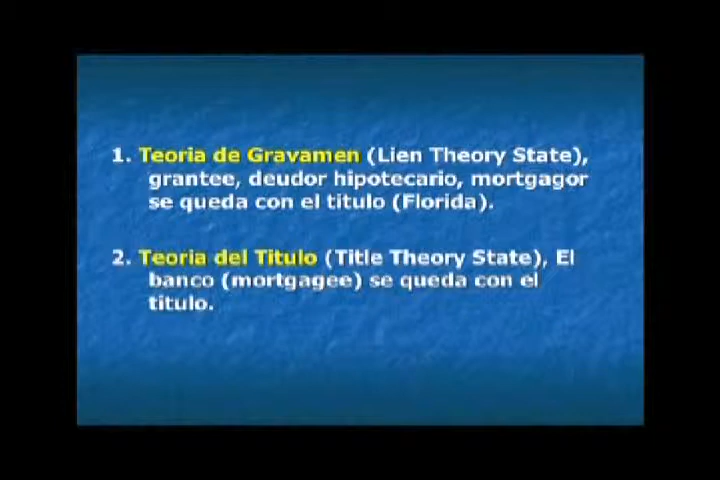 1. Teoria de Gravamen (Lien Theory State),
grantee, deudor hipotecario, mortgagor
se queda con el titulo (Florida).
2. Teoria del Titulo (Title Theory State), El
banco (mortgagee) se queda con el
titulo.